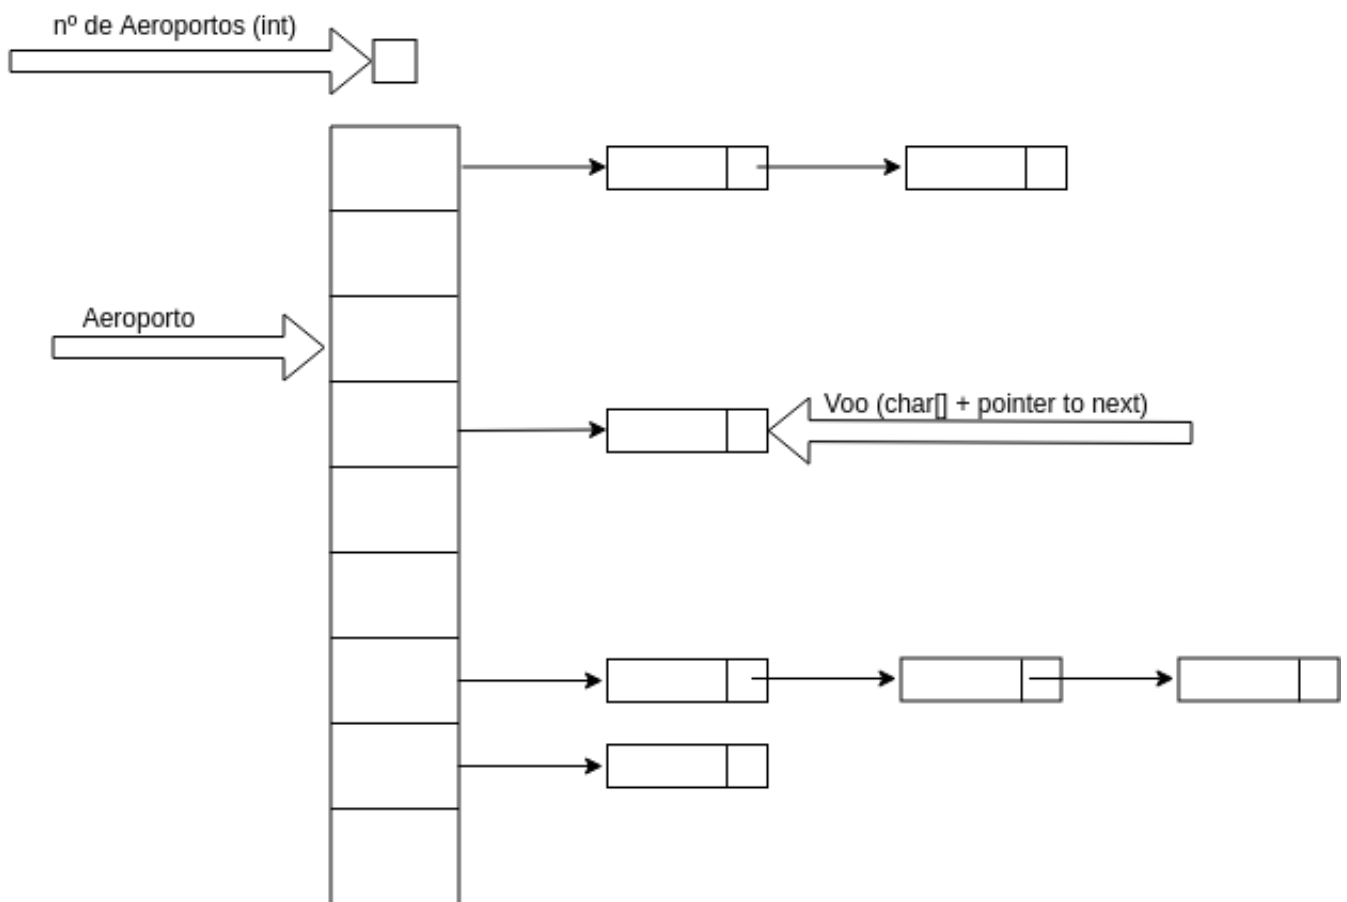 nº de Aeroportos (int)
Aeroporto
Voo (char[] + pointer to next)